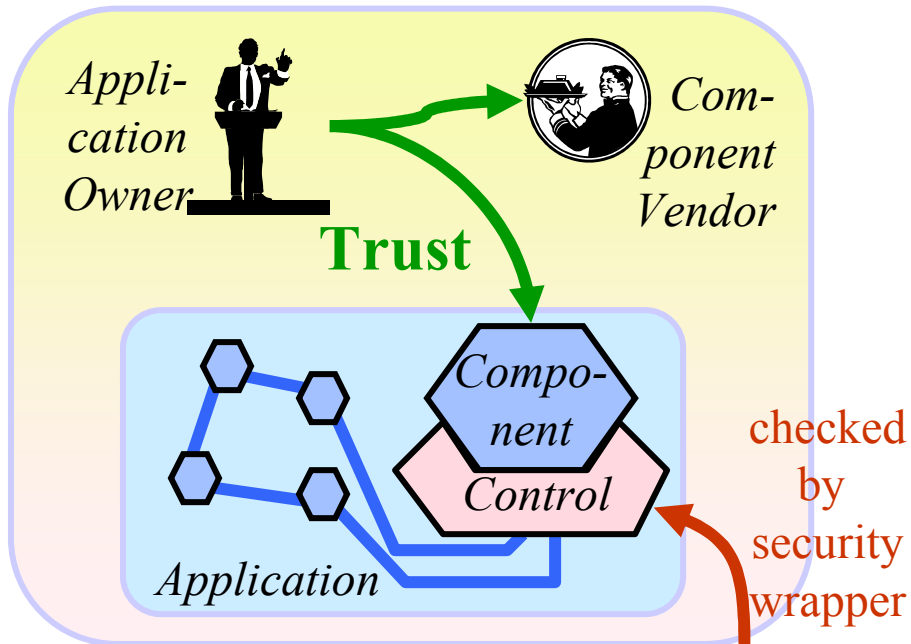 Appli-
cation
Owner
Com-
ponent
Vendor
Trust
Compo-
nent
Control
Application
checked
by
security
wrapper